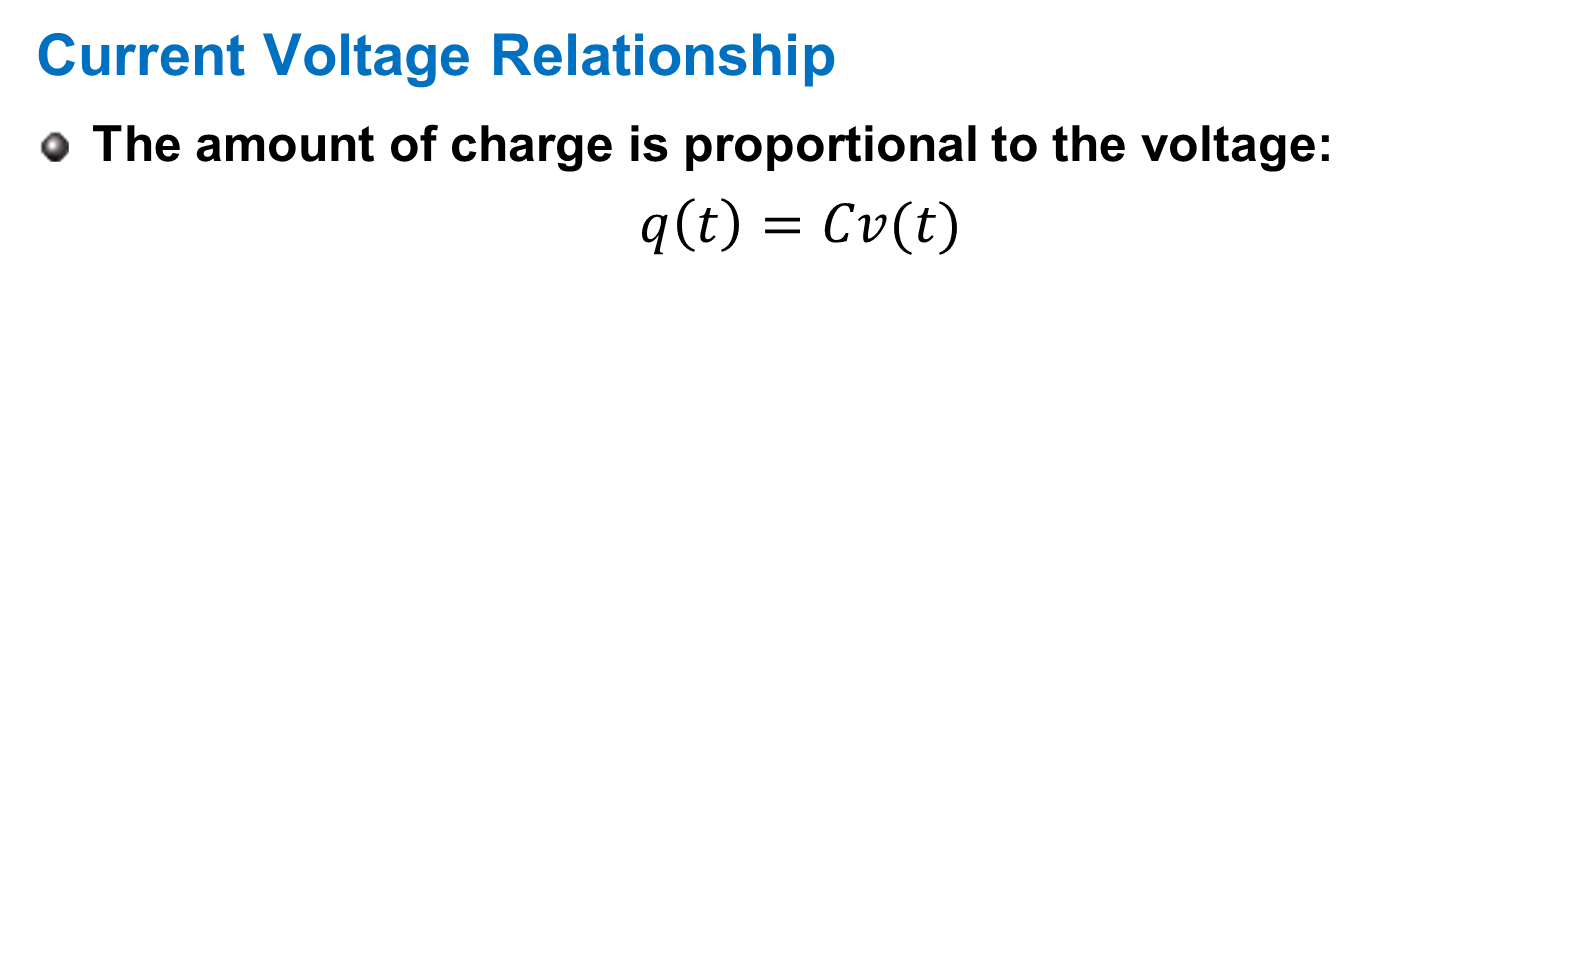 Current Voltage Relationship
The amount of charge is proportional to the voltage:
𝑞(𝑡) = 𝐶𝑣(𝑡)